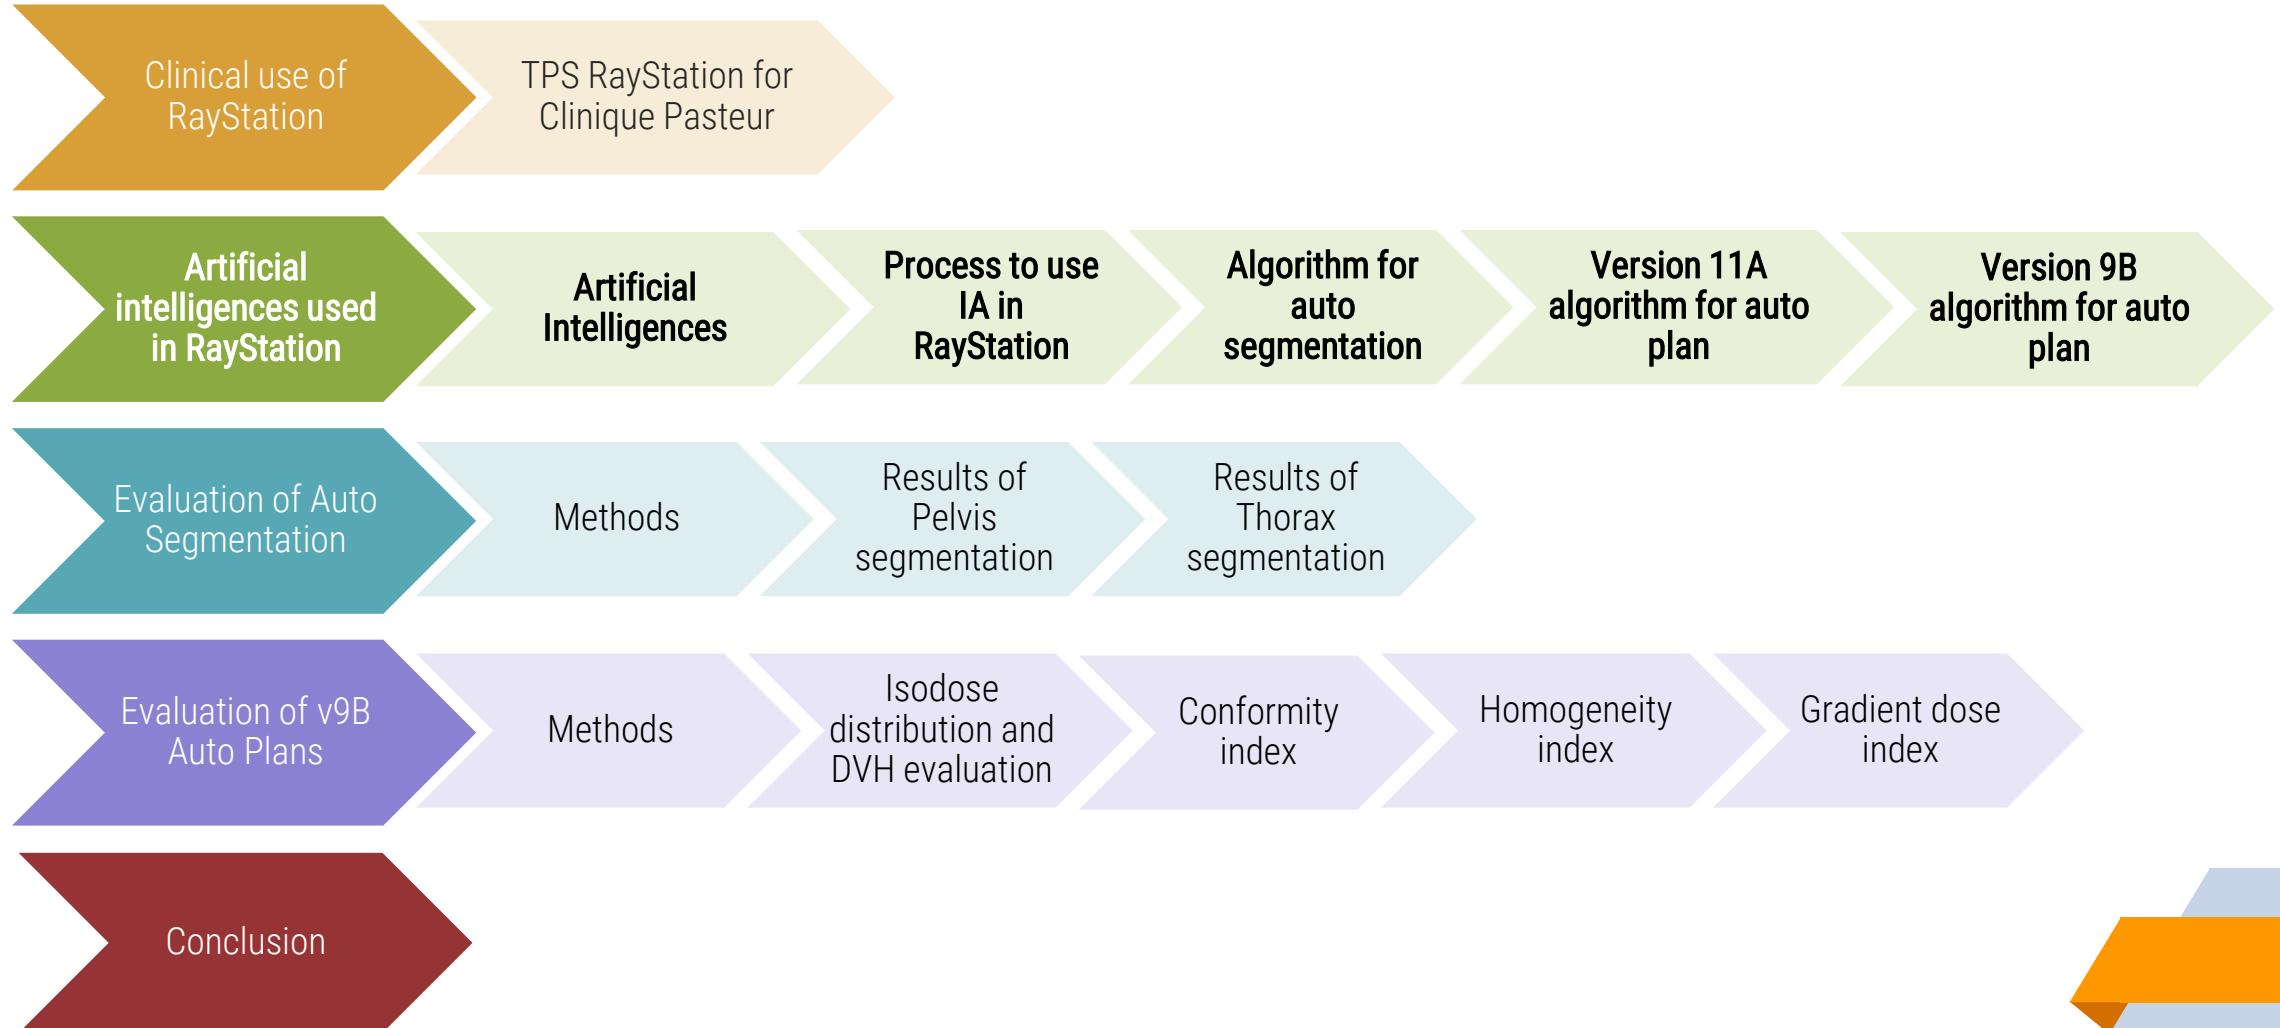 Clinical use of
RayStation
TPS RayStation for
Clinique Pasteur
Artificial
intelligences used
in RayStation
Artificial
Intelligences
Process to use
IA in
RayStation
Algorithm for
auto
segmentation
Version 11A
algorithm for auto
plan
Version 9B
algorithm for auto
plan
Evaluation of Auto
Segmentation
Methods
Results of
Pelvis
segmentation
Results of
Thorax
segmentation
Evaluation of v9B
Auto Plans
Methods
Isodose
distribution and
DVH evaluation
Conformity
index
Homogeneity
index
Gradient dose
index
Conclusion